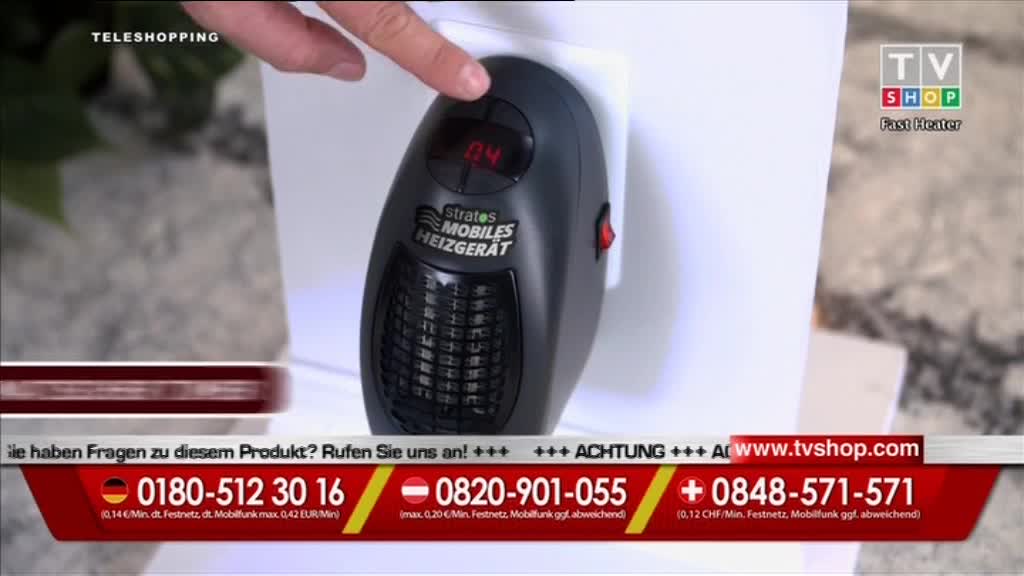 TELESHOPPING
TV
SHOP
Fast Heater
04
stratos
MOBILES
HEIZGERÄT
Sie haben Fragen zu diesem Produkt? Rufen Sie uns an! +++ +++ ACHTUNG +++
www.tvshop.com
0180-512 30 16
(0,14 €/Min. dt. Festnetz, dt. Mobilfunk max. 0,42 EUR/Min)
0820-901-055
(max. 0,20 €/Min. Festnetz, Mobilfunk ggf. abweichend)
0848-571-571
(0,12 CHF/Min. Festnetz, Mobilfunk ggf. abweichend)